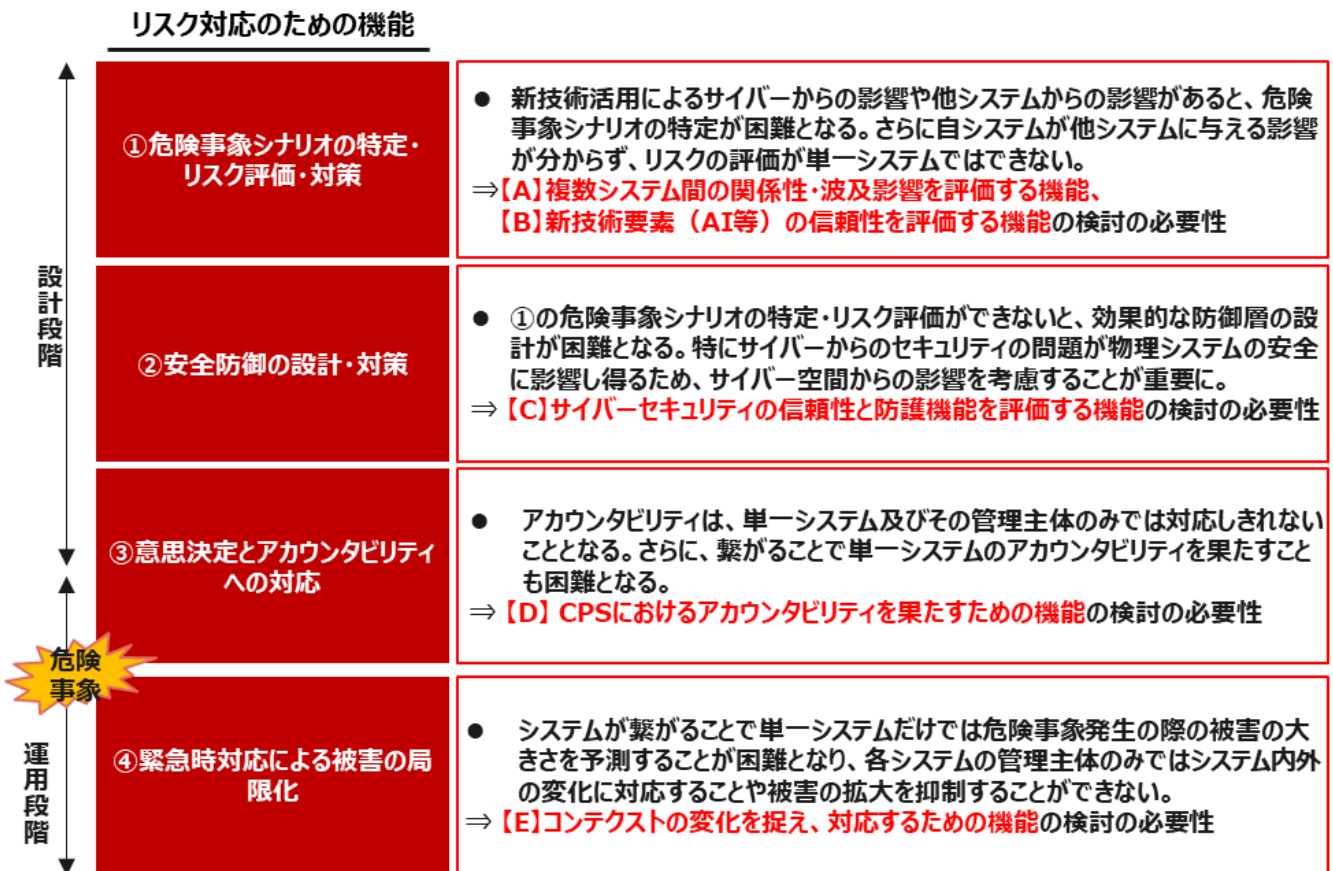 リスク対応のための機能
設計段階
①危険事象シナリオの特定・
リスク評価・対策
● 新技術活用によるサイバーからの影響や他システムからの影響があると、危険
事象シナリオの特定が困難となる。さらに自システムが他システムに与える影響
が分からず、リスクの評価が単一システムではできない。
⇒【A】複数システム間の関係性・波及影響を評価する機能、
【B】新技術要素（AI等）の信頼性を評価する機能の検討の必要性
②安全防御の設計・対策
● ①の危険事象シナリオの特定・リスク評価ができないと、効果的な防御層の設
計が困難となる。特にサイバーからのセキュリティの問題が物理システムの安全
に影響し得るため、サイバー空間からの影響を考慮することが重要に。
⇒【C】サイバーセキュリティの信頼性と防護機能を評価する機能の検討の必要性
③意思決定とアカウンタビリティ
への対応
● アカウンタビリティは、単一システム及びその管理主体のみでは対応しきれない
こととなる。さらに、繋がることで単一システムのアカウンタビリティを果たすこと
も困難となる。
⇒【D】CPSにおけるアカウンタビリティを果たすための機能の検討の必要性
危険
事象
運用段階
④緊急時対応による被害の局
限化
● システムが繋がることで単一システムだけでは危険事象発生の際の被害の大
きさを予測することが困難となり、各システムの管理主体のみではシステム内外
の変化に対応することや被害の拡大を抑制することができない。
⇒【E】コンテクストの変化を捉え、対応するための機能の検討の必要性